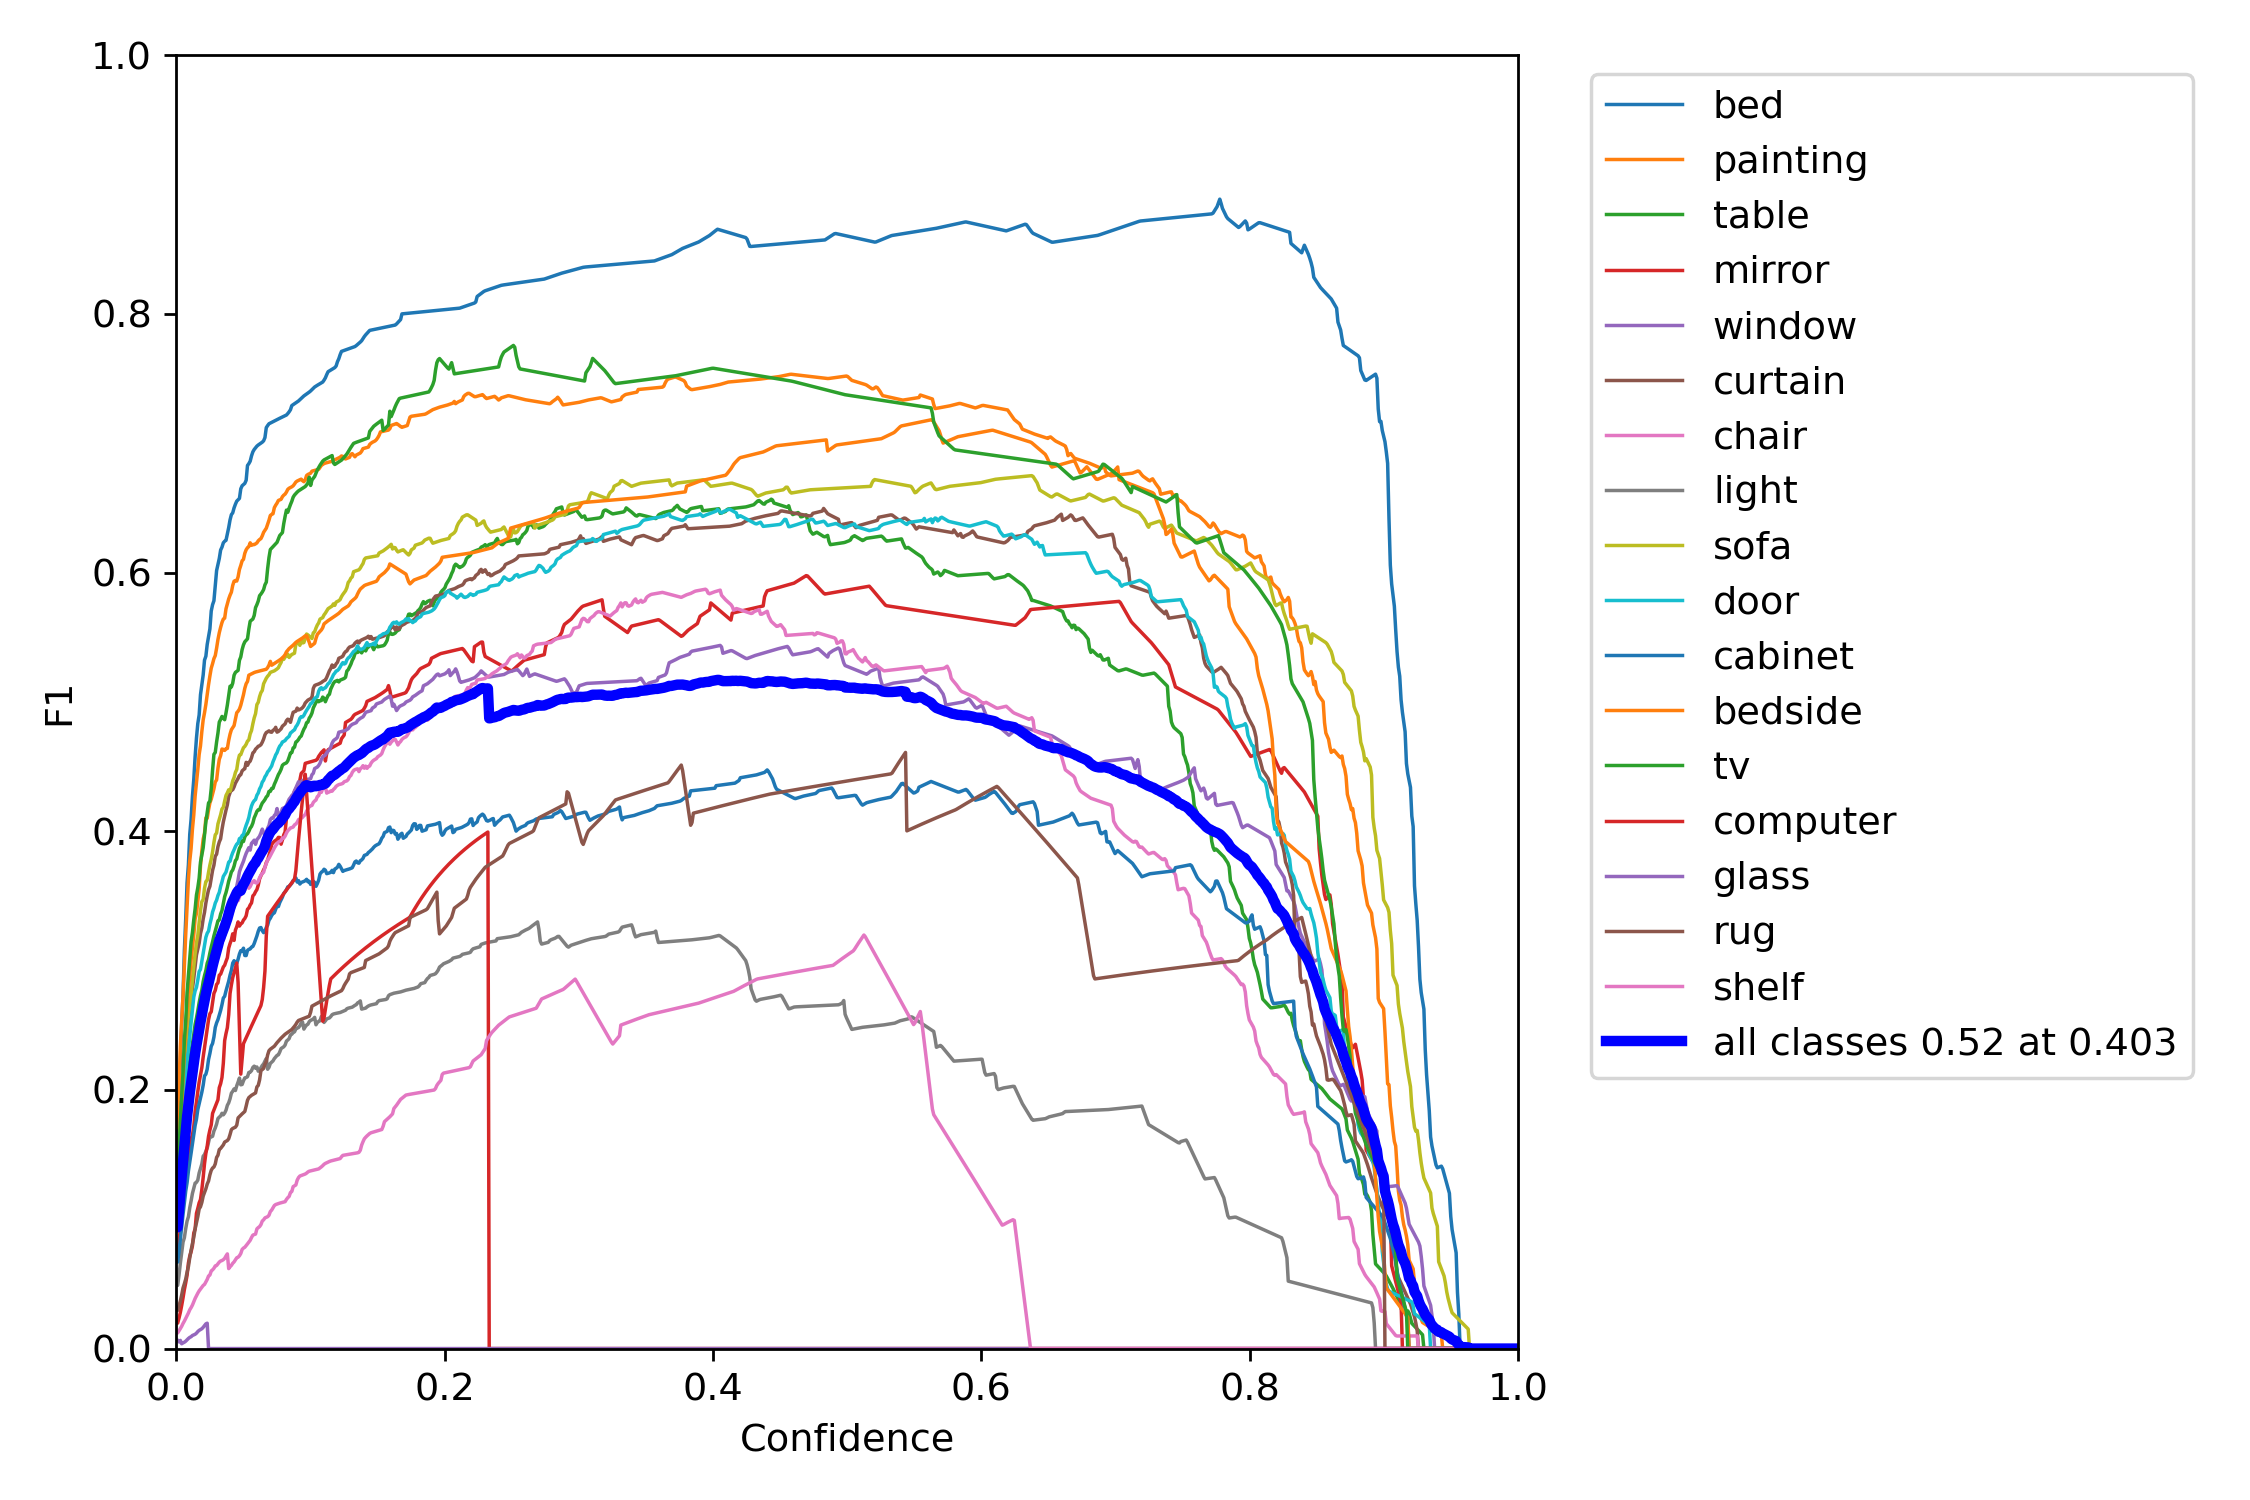 F1
1.0
0.8
0.6
0.4
0.2
0.0
0.0 0.2 0.4 0.6 0.8 1.0
Confidence
bed
painting
table
mirror
window
curtain
chair
light
sofa
door
cabinet
bedside
tv
computer
glass
rug
shelf
all classes 0.52 at 0.403